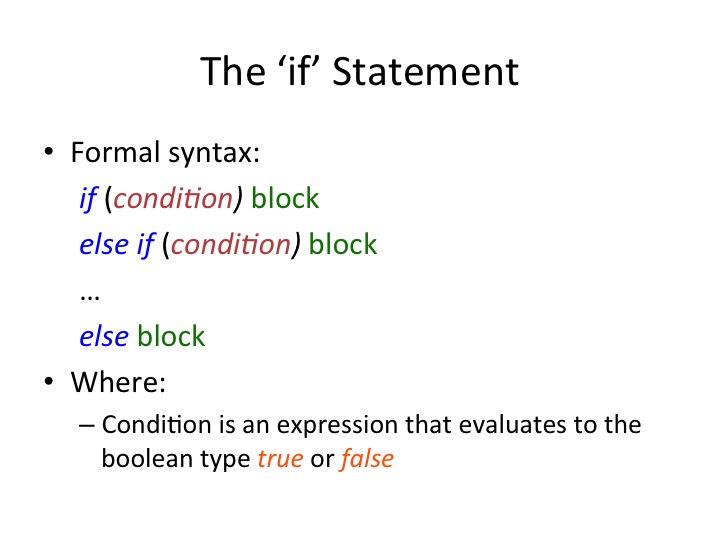 The ‘if’ Statement
• Formal syntax:
if (condition) block
else if (condition) block
…
else block
• Where:
– Condition is an expression that evaluates to the
boolean type true or false